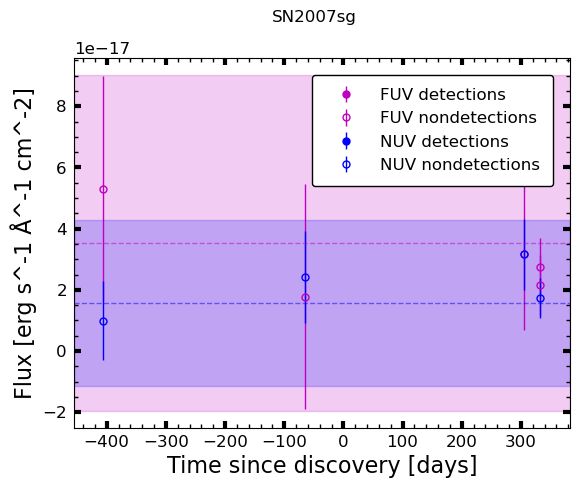 SN2007sg
1e−17
Flux [erg s^-1 Å^-1 cm^-2]
8
6
4
2
0
−2
FUV detections
FUV nondetections
NUV detections
NUV nondetections
−400 −300 −200 −100 0 100 200 300
Time since discovery [days]